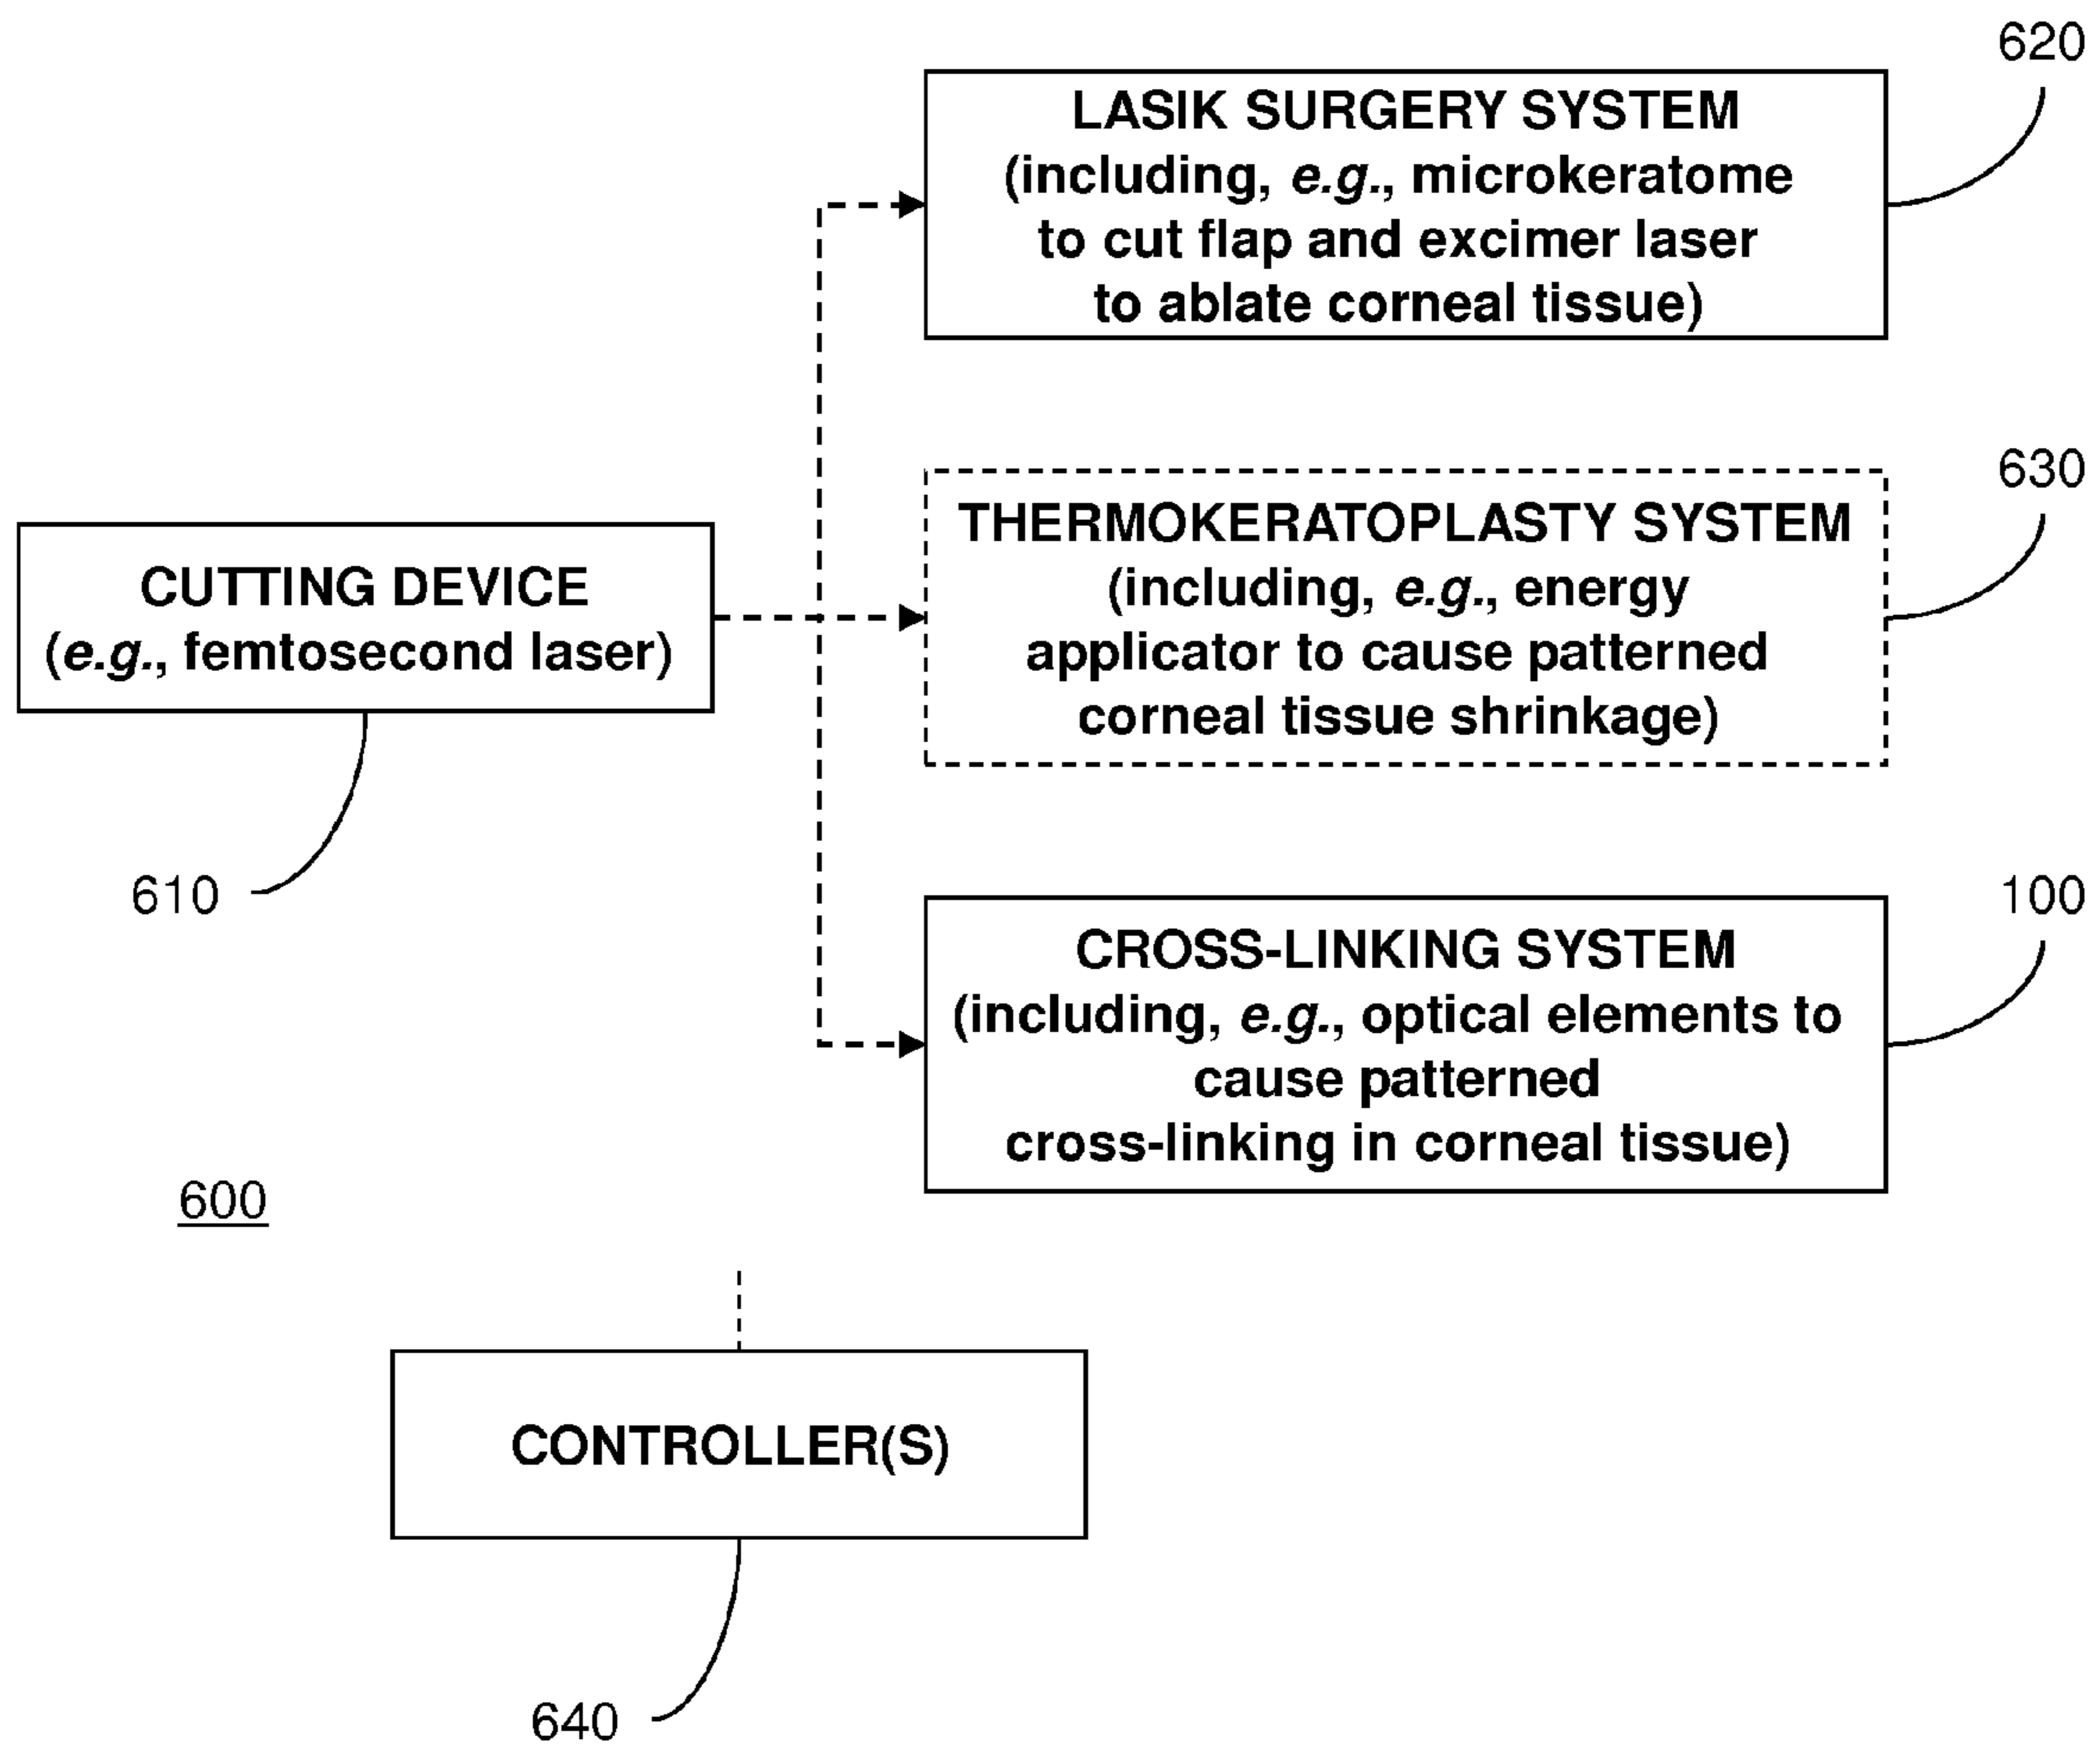 620
LASIK SURGERY SYSTEM
(including, e.g., microkeratome
to cut flap and excimer laser
to ablate corneal tissue)
630
THERMOKERATOPLASTY SYSTEM
(including, e.g., energy
applicator to cause patterned
corneal tissue shrinkage)
CUTTING DEVICE
(e.g., femtosecond laser)
610
100
CROSS-LINKING SYSTEM
(including, e.g., optical elements to
cause patterned
cross-linking in corneal tissue)
600
CONTROLLER(S)
640